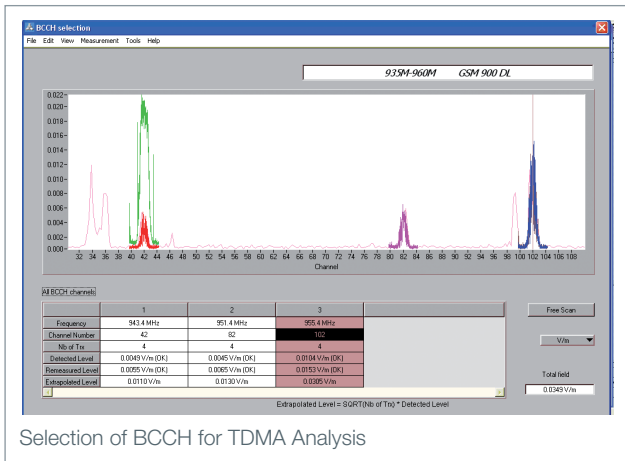 BCCH selection
File Edit View Measurement Tools Help
935M-960M GSM 900 DL
0.022
0.020
0.018
0.016
0.014
0.012
0.010
0.008
0.006
0.004
0.002
0.000
32 34 36 38 40 42 44 46 48 50 52 54 56 58 60 62 64 66 68 70 72 74 76 78 80 82 84 86 88 90 92 94 96 98 100 102 104 106 108
Channel
All BCCH channels
1 2 3
Frequency 943.4 MHz 951.4 MHz 955.4 MHz
Channel Number 42 82 102
Nb of Trx 4 4 4
Detected Level 0.0049 V/m (OK) 0.0045 V/m (OK) 0.0104 V/m (OK)
Remeasured Level 0.0055 V/m (OK) 0.0065 V/m (OK) 0.0153 V/m (OK)
Extrapolated Level 0.0110 V/m 0.0130 V/m 0.0305 V/m
Free Scan
V/m
Total field
0.0349 V/m
Extrapolated Level = SQRT(Nb of Trx) * Detected Level
Selection of BCCH for TDMA Analysis